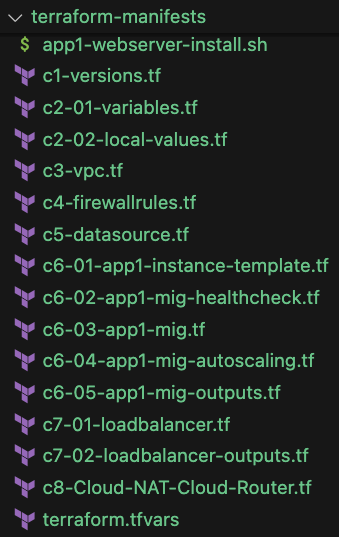 terraform-manifests
$ app1-webserver-install.sh
c1-versions.tf
c2-01-variables.tf
c2-02-local-values.tf
c3-vpc.tf
c4-firewallrules.tf
c5-datasource.tf
c6-01-app1-instance-template.tf
c6-02-app1-mig-healthcheck.tf
c6-03-app1-mig.tf
c6-04-app1-mig-autoscaling.tf
c6-05-app1-mig-outputs.tf
c7-01-loadbalancer.tf
c7-02-loadbalancer-outputs.tf
c8-Cloud-NAT-Cloud-Router.tf
terraform.tfvars